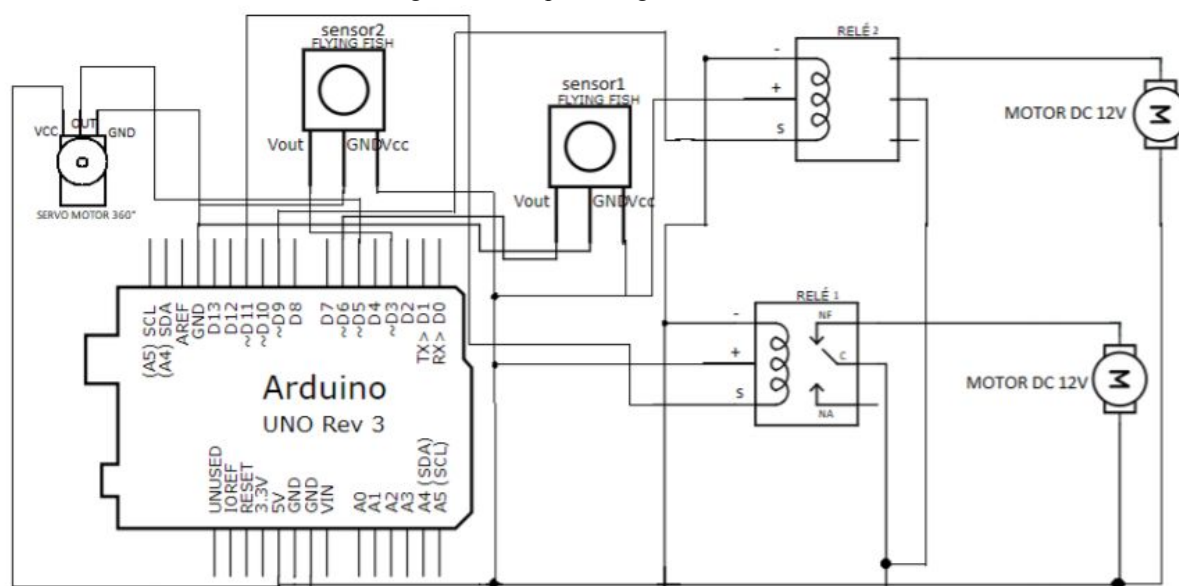 sensor2
FLYING FISH
RELÉ 2
sensor1
FLYING FISH
-
+
S
MOTOR DC 12V
M
VCC
OUT
GND
Vout
GND
Vcc
SERVO MOTOR 360°
Vout
GND
Vcc
(A5) SCL
(A4) SDA
AREF
GND
D13
D12
~D11
~D10
~D9
D8
D7
~D6
~D5
D4
~D3
D2
TX> D1
RX> D0
RELÉ 1
-
+
S
NF
C
NA
MOTOR DC 12V
M
Arduino
UNO Rev 3
UNUSED
IOREF
RESET
3.3V
5V
GND
GND
VIN
A0
A1
A2
A3
A4 (SDA)
A5 (SCL)